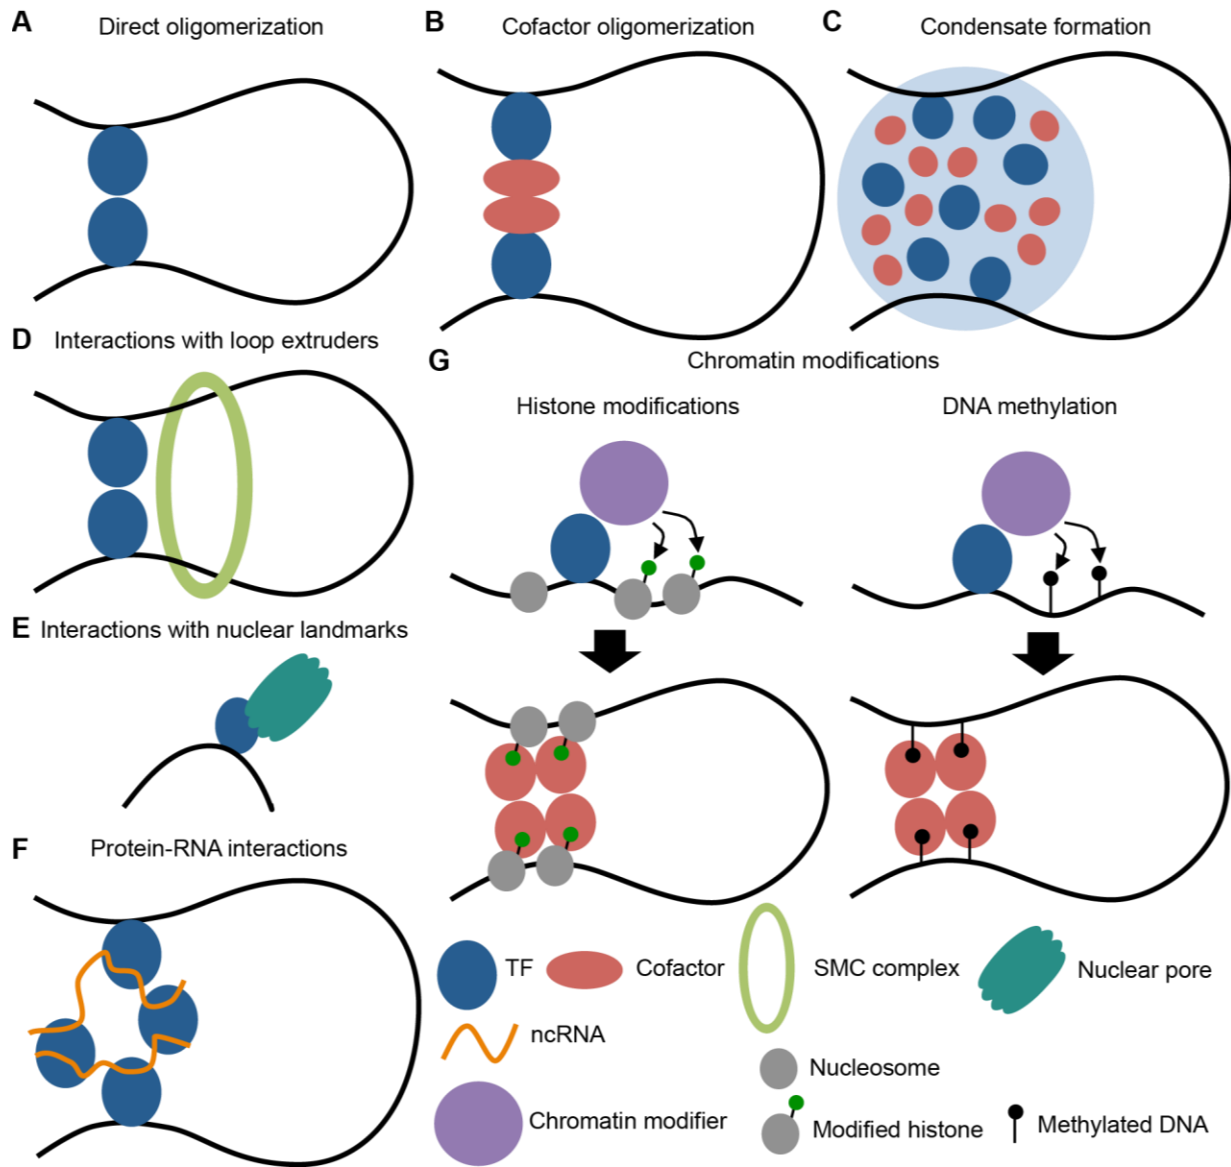 A Direct oligomerization
B Cofactor oligomerization
C Condensate formation
D Interactions with loop extruders
E Interactions with nuclear landmarks
F Protein-RNA interactions
G Chromatin modifications
Histone modifications
DNA methylation
TF
Cofactor
SMC complex
Nuclear pore
ncRNA
Nucleosome
Chromatin modifier
Modified histone
Methylated DNA